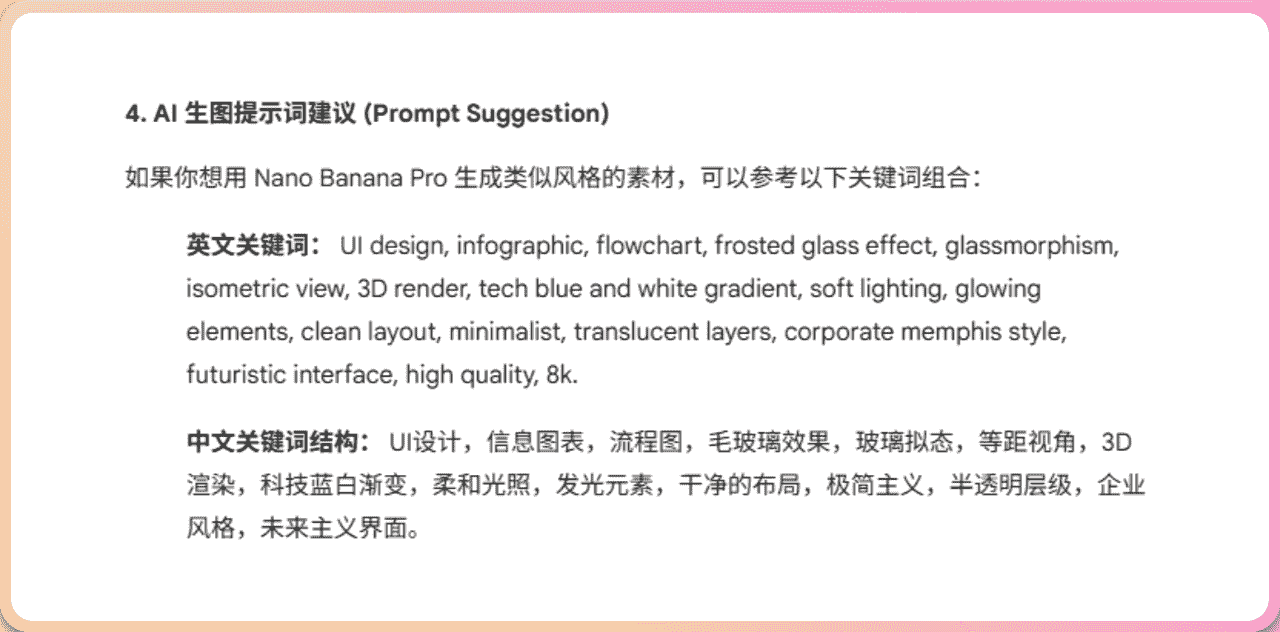 4. AI 生图提示词建议 (Prompt Suggestion)
如果你想用 Nano Banana Pro 生成类似风格的素材，可以参考以下关键词组合：
英文关键词： UI design, infographic, flowchart, frosted glass effect, glassmorphism,
isometric view, 3D render, tech blue and white gradient, soft lighting, glowing
elements, clean layout, minimalist, translucent layers, corporate memphis style,
futuristic interface, high quality, 8k.
中文关键词结构： UI设计，信息图表，流程图，毛玻璃效果，玻璃拟态，等距视角，3D
渲染，科技蓝白渐变，柔和光照，发光元素，干净的布局，极简主义，半透明层级，企业
风格，未来主义界面。